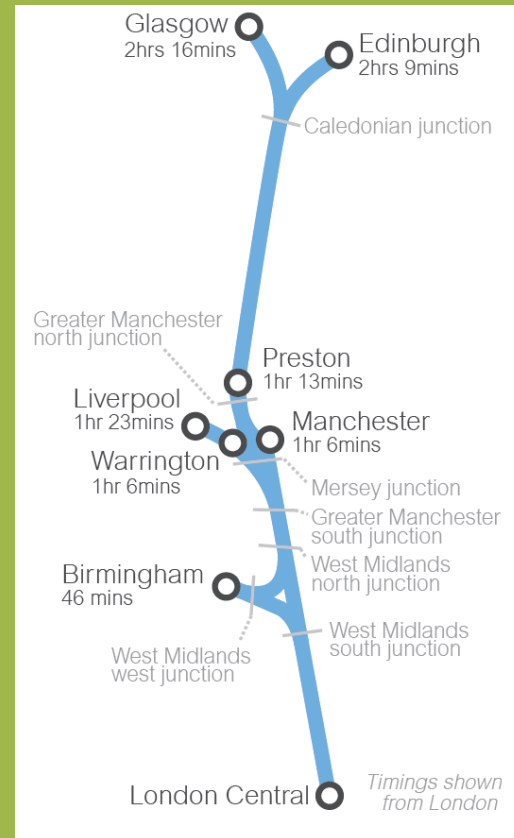 Glasgow
2hrs 16mins
Edinburgh
2hrs 9mins
Caledonian junction
Greater Manchester
north junction
Preston
1hr 13mins
Liverpool
1hr 23mins
Manchester
1hr 6mins
Warrington
1hr 6mins
Mersey junction
Greater Manchester
south junction
West Midlands
north junction
Birmingham
46 mins
West Midlands
south junction
West Midlands
west junction
London Central
Timings shown
from London